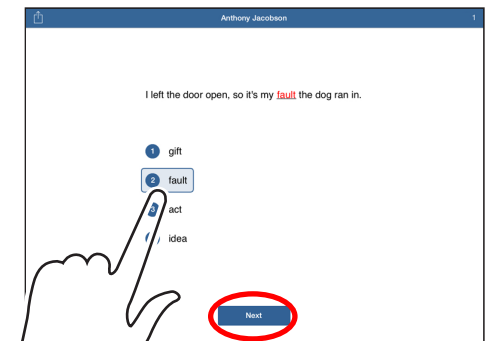 Anthony Jacobson 1
I left the door open, so it's my fault the dog ran in.
1 gift
2 fault
3 act
idea
Next